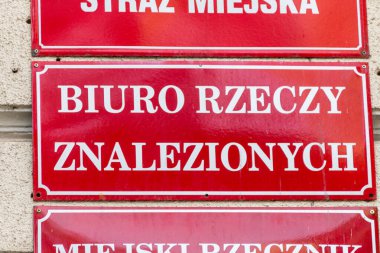 STRAŻ MIEJSKA
BIURO RZECZY
ZNALEZIONYCH
MIEJSKI RZECZNIK